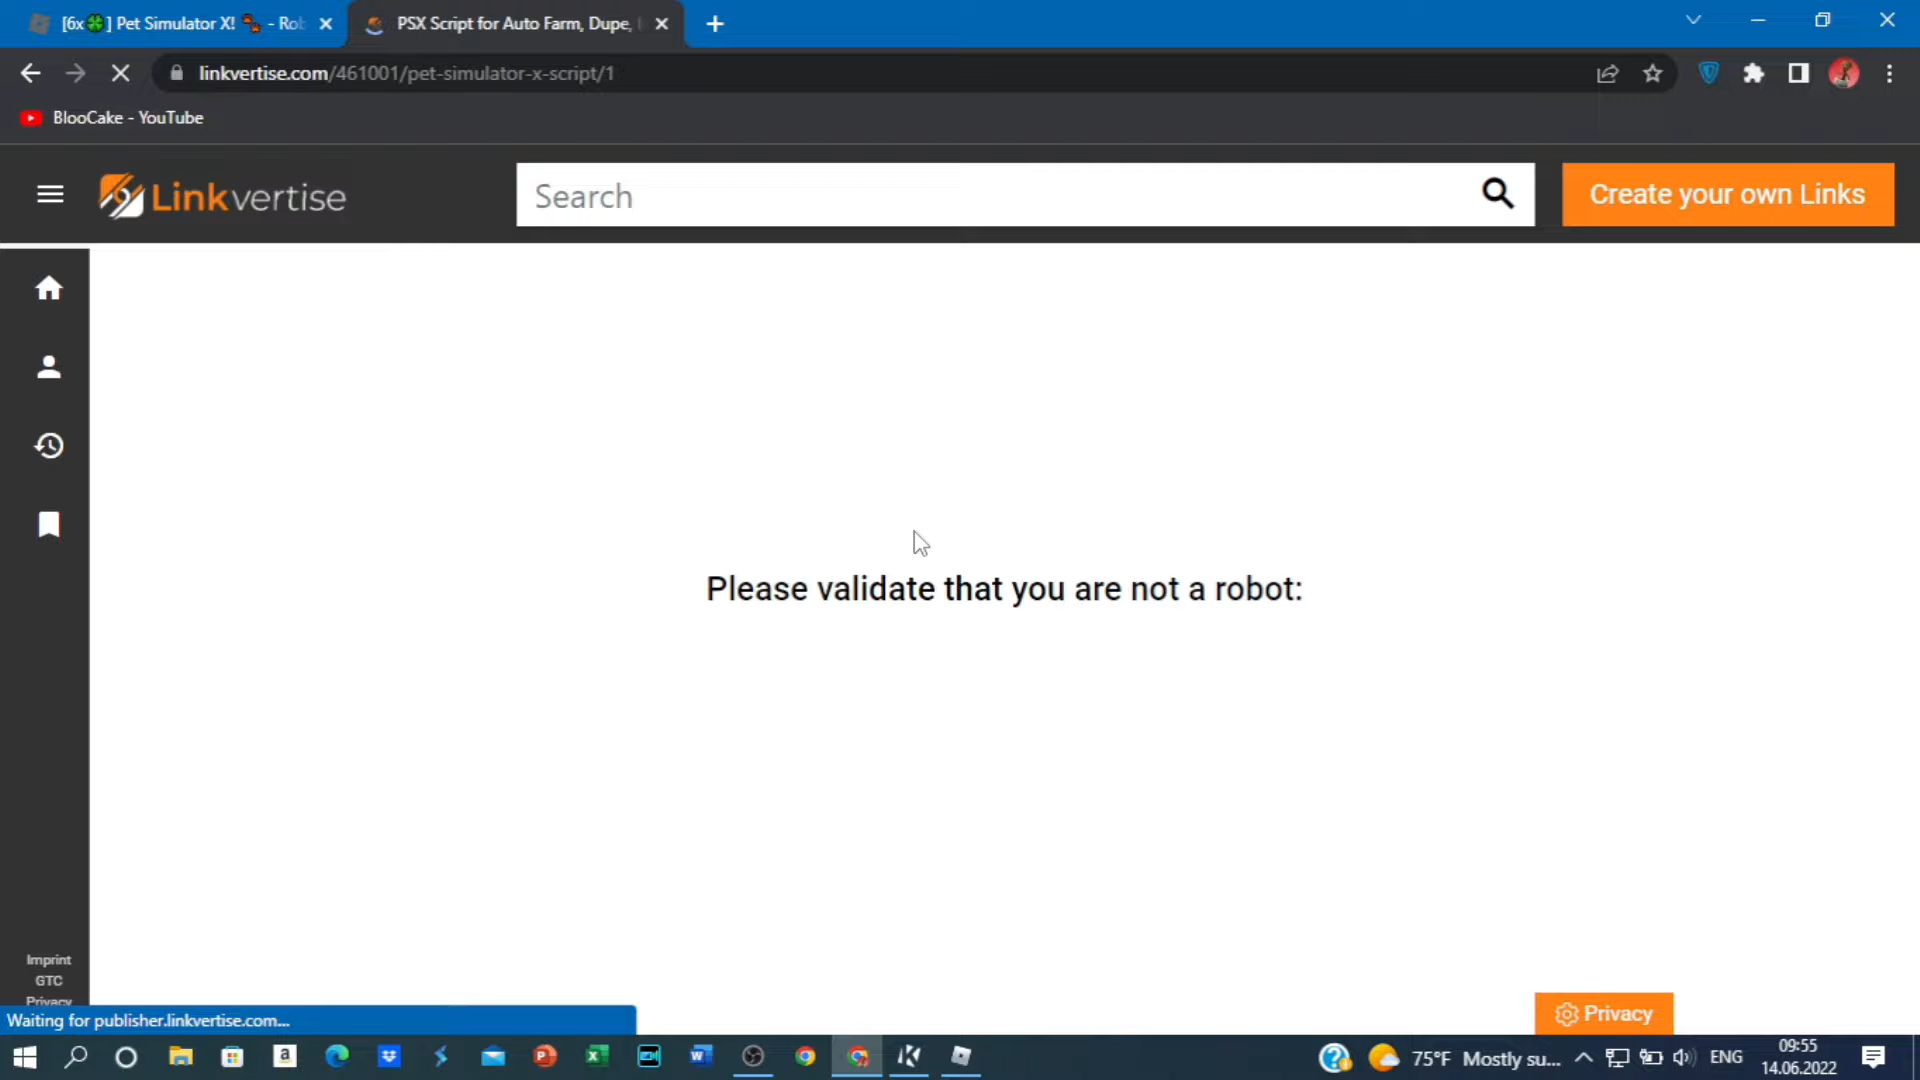 [6x🍀] Pet Simulator X! - Rob
PSX Script for Auto Farm, Dupe,
linkvertise.com/461001/pet-simulator-x-script/1
BlooCake - YouTube
Linkvertise
Search
Create your own Links
Please validate that you are not a robot:
Imprint
GTC
Privacy
Waiting for publisher.linkvertise.com...
Privacy
75°F Mostly su...
ENG
09:55
14.06.2022